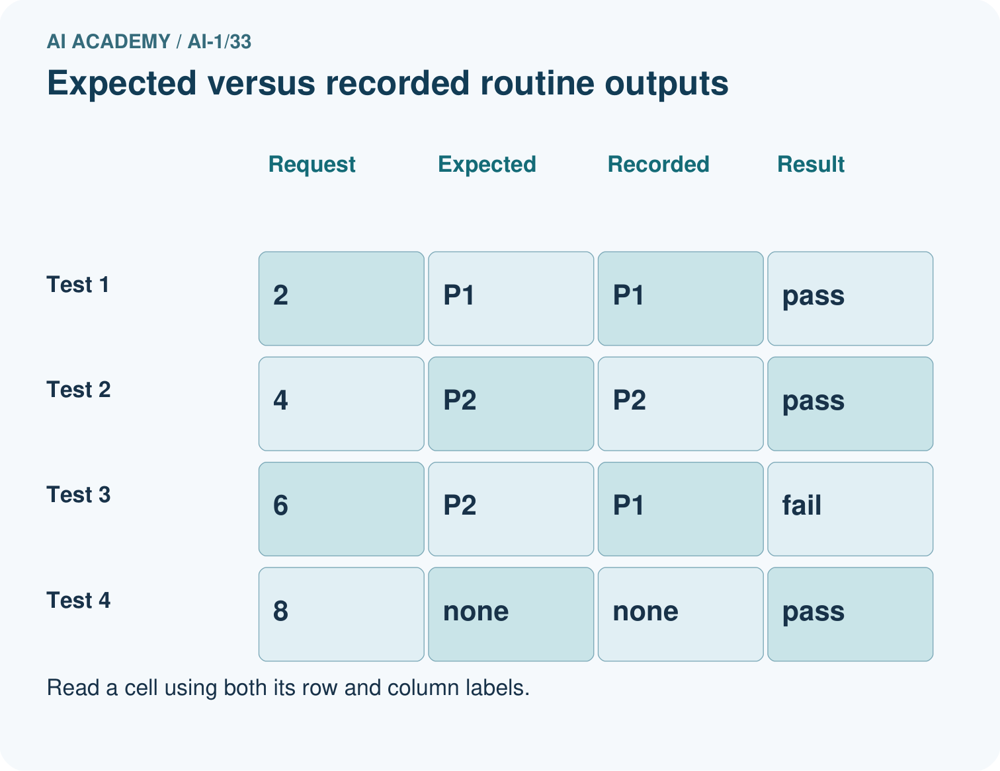 AI ACADEMY / AI-1/33
Expected versus recorded routine outputs
Request Expected Recorded Result
Test 1 2 P1 P1 pass
Test 2 4 P2 P2 pass
Test 3 6 P2 P1 fail
Test 4 8 none none pass
Read a cell using both its row and column labels.